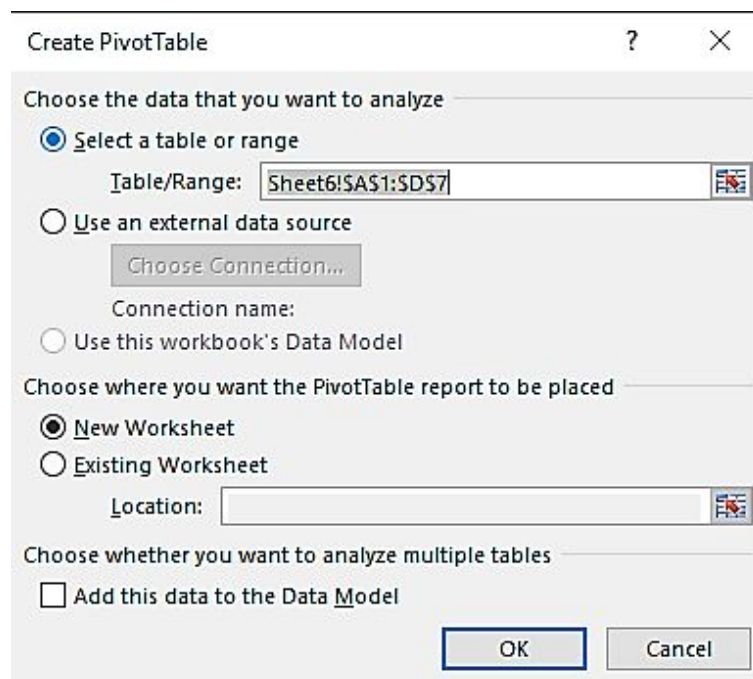 Create PivotTable ? ×
Choose the data that you want to analyze
Select a table or range
Table/Range: Sheet6!$A$1:$D$7
Use an external data source
Choose Connection...
Connection name:
Use this workbook's Data Model
Choose where you want the PivotTable report to be placed
New Worksheet
Existing Worksheet
Location:
Choose whether you want to analyze multiple tables
Add this data to the Data Model
OK Cancel